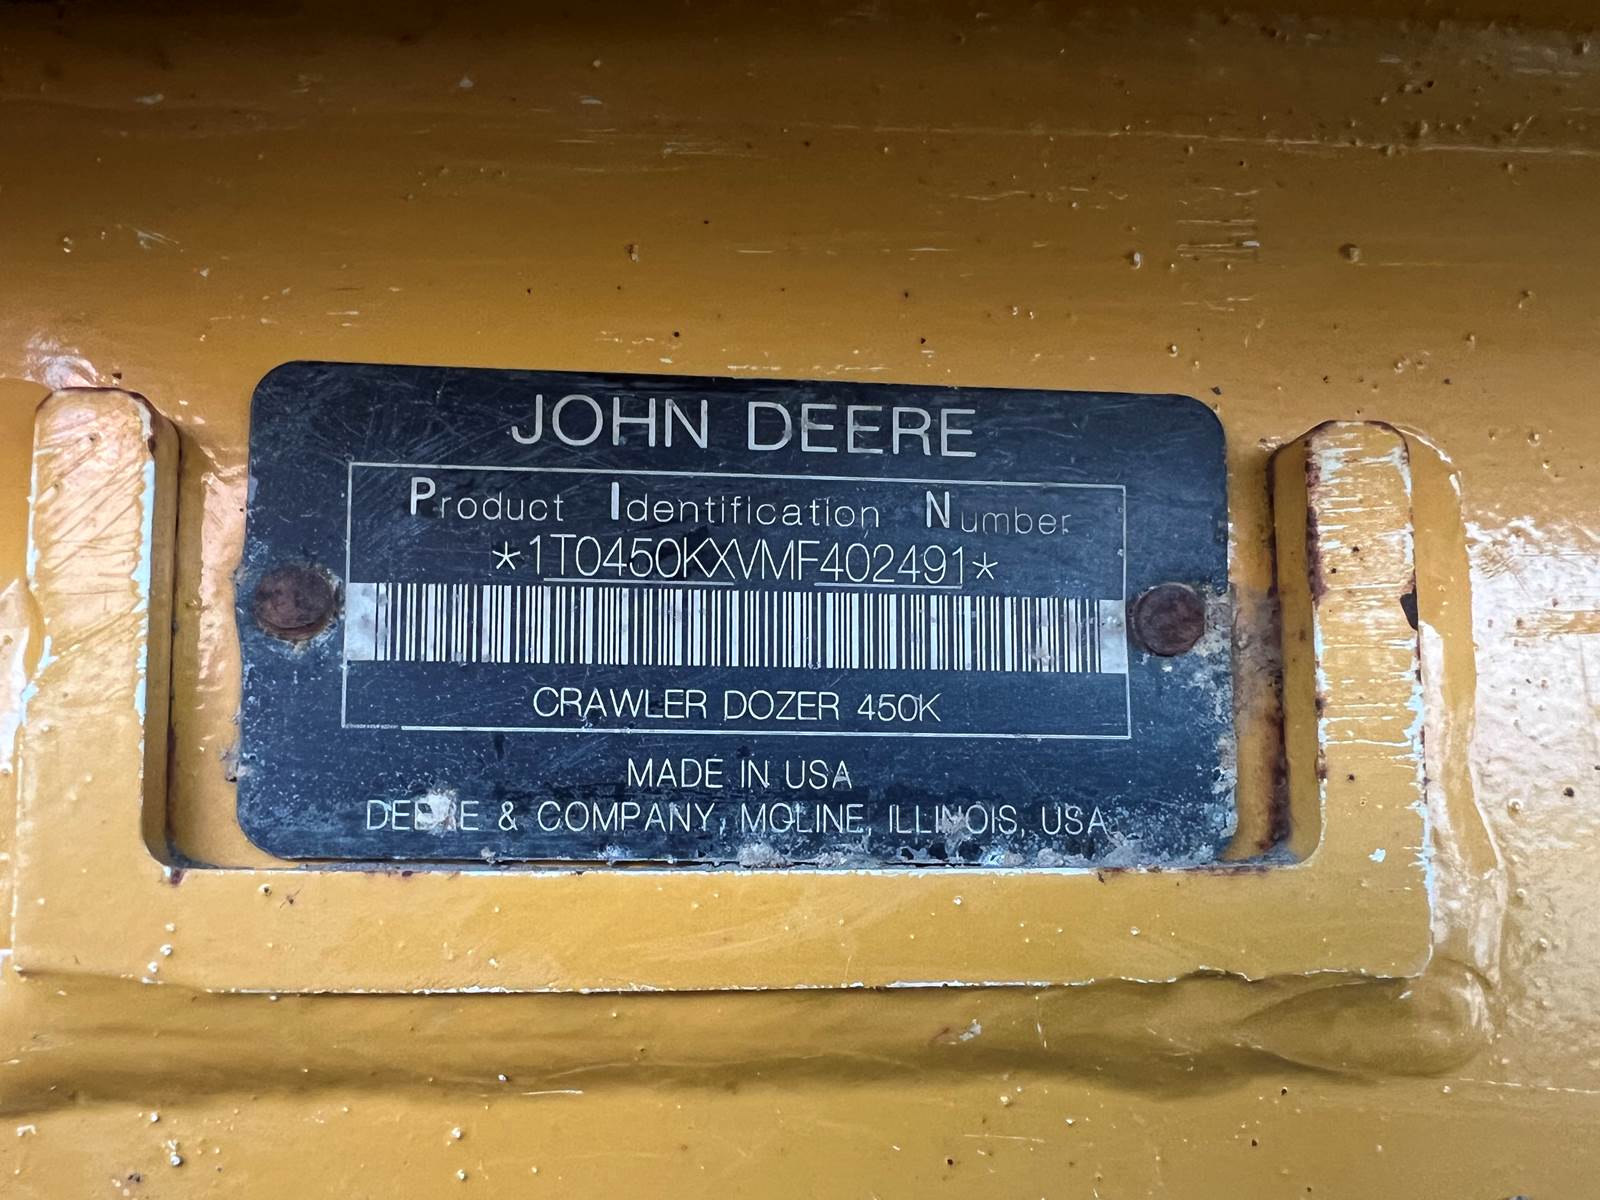 JOHN DEERE
Product Identification Number
*1T0450KXVMF402491*
CRAWLER DOZER 450K
MADE IN USA
DEERE & COMPANY, MOLINE, ILLINOIS, USA